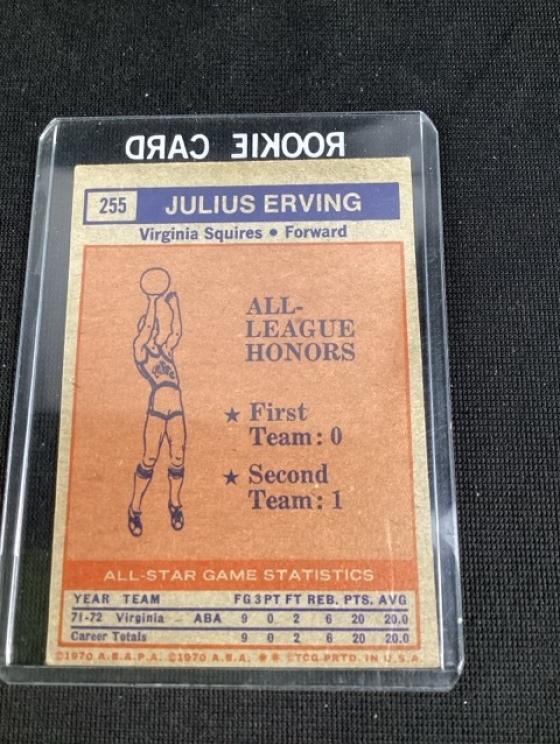 ROOKIE CARD
255 JULIUS ERVING
Virginia Squires • Forward
ALL-
LEAGUE
HONORS
★ First
Team: 0
★ Second
Team: 1
ALL-STAR GAME STATISTICS
YEAR TEAM FG 3PT FT REB. PTS. AVG
71-72 Virginia ABA 9 0 2 6 20 20.0
Career Totals 9 0 2 6 20 20.0
©1970 A.B.A.P.A. ©1970 A.B.A. ✱ ✱ ©TCG PRTD. IN U.S.A.